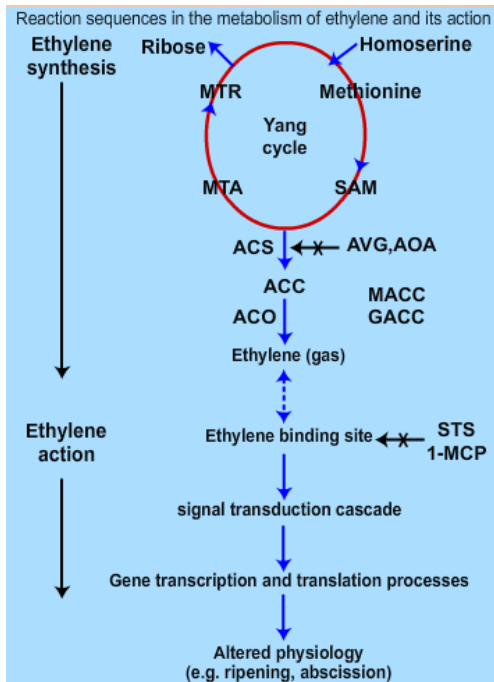 Reaction sequences in the metabolism of ethylene and its action
Ethylene
synthesis
Ribose
Homoserine
MTR
Methionine
Yang
cycle
MTA
SAM
ACS
AVG,AOA
ACC
MACC
GACC
ACO
Ethylene (gas)
Ethylene
action
Ethylene binding site
STS
1-MCP
signal transduction cascade
Gene transcription and translation processes
Altered physiology
(e.g. ripening, abscission)